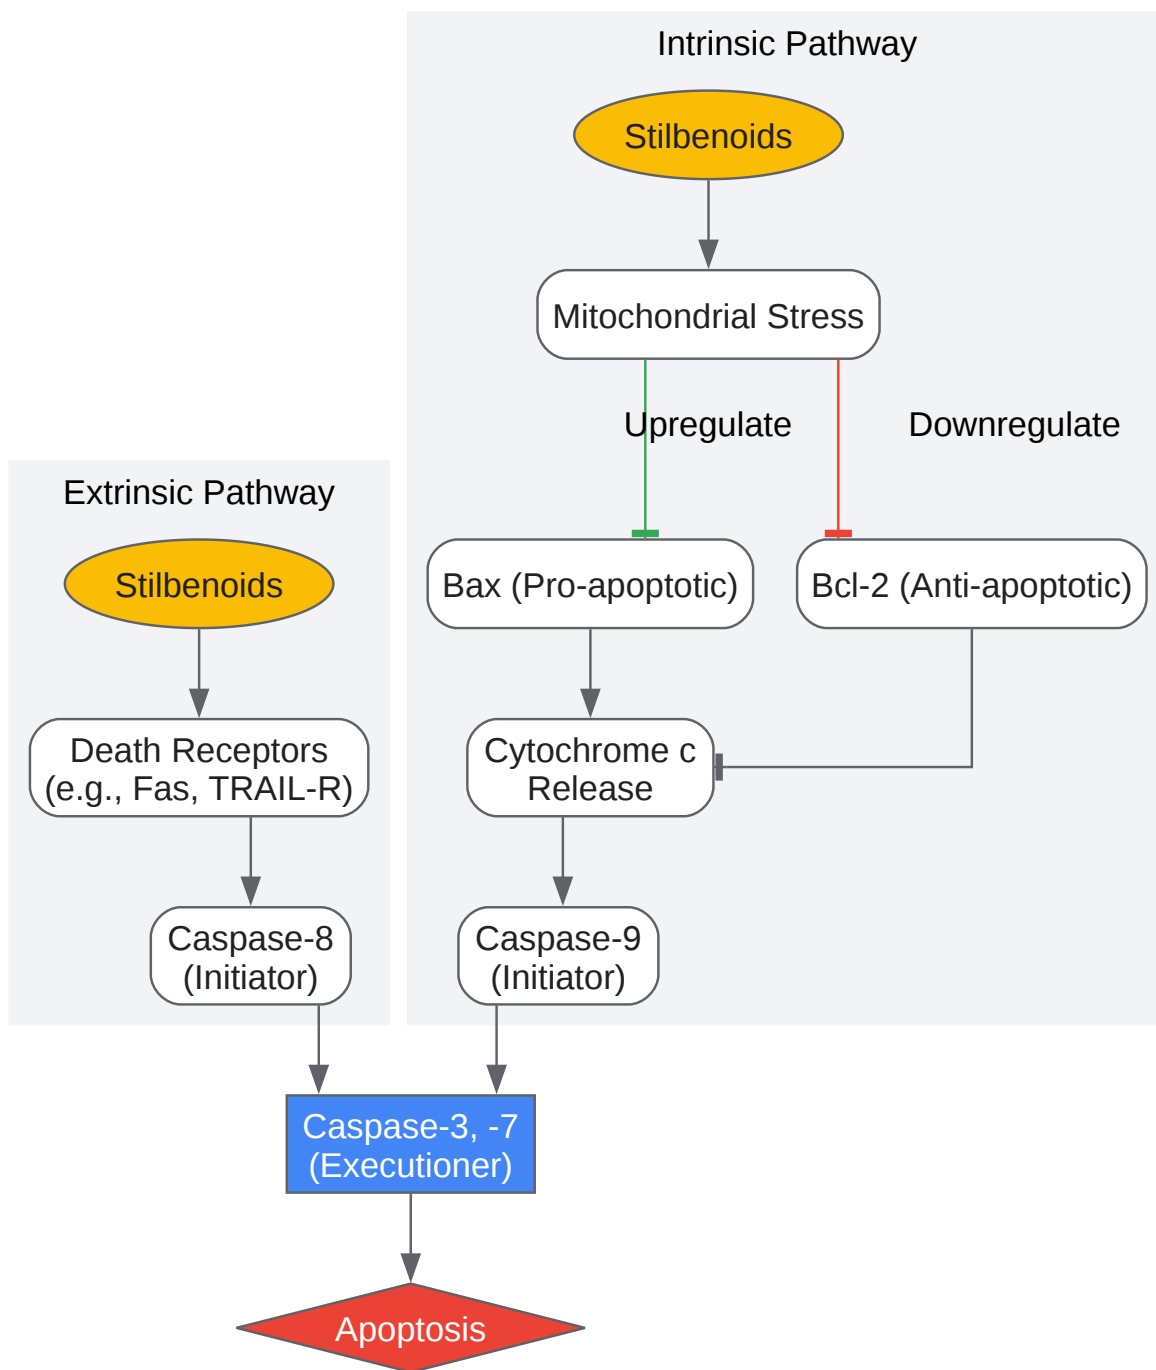 Intrinsic Pathway
Stilbenoids
Mitochondrial Stress
Upregulate
Downregulate
Bax (Pro-apoptotic)
Bcl-2 (Anti-apoptotic)
Cytochrome c
Release
Caspase-9
(Initiator)
Extrinsic Pathway
Stilbenoids
Death Receptors
(e.g., Fas, TRAIL-R)
Caspase-8
(Initiator)
Caspase-3, -7
(Executioner)
Apoptosis